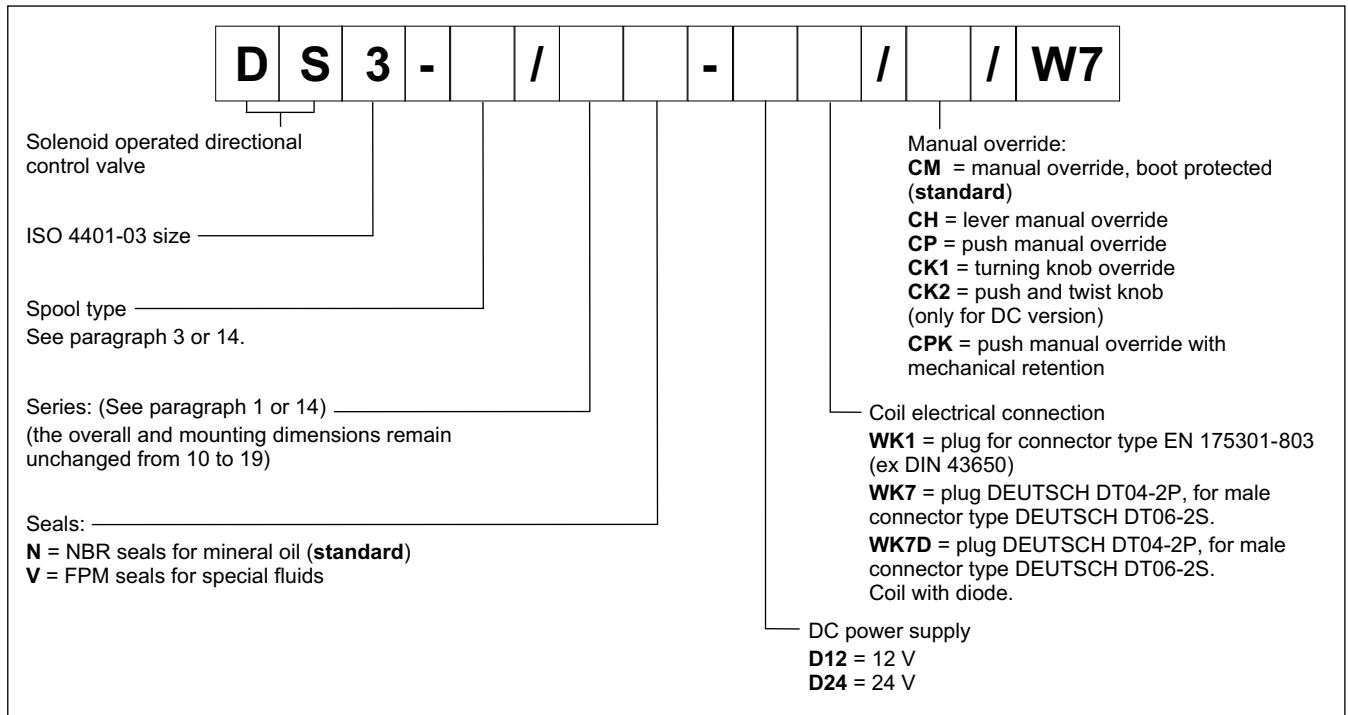 D S 3 - / - / / W7
Solenoid operated directional
control valve
ISO 4401-03 size
Spool type
See paragraph 3 or 14.
Series: (See paragraph 1 or 14)
(the overall and mounting dimensions remain
unchanged from 10 to 19)
Seals:
N = NBR seals for mineral oil (standard)
V = FPM seals for special fluids
Manual override:
CM = manual override, boot protected
(standard)
CH = lever manual override
CP = push manual override
CK1 = turning knob override
CK2 = push and twist knob
(only for DC version)
CPK = push manual override with
mechanical retention
Coil electrical connection
WK1 = plug for connector type EN 175301-803
(ex DIN 43650)
WK7 = plug DEUTSCH DT04-2P, for male
connector type DEUTSCH DT06-2S.
WK7D = plug DEUTSCH DT04-2P, for male
connector type DEUTSCH DT06-2S.
Coil with diode.
DC power supply
D12 = 12 V
D24 = 24 V